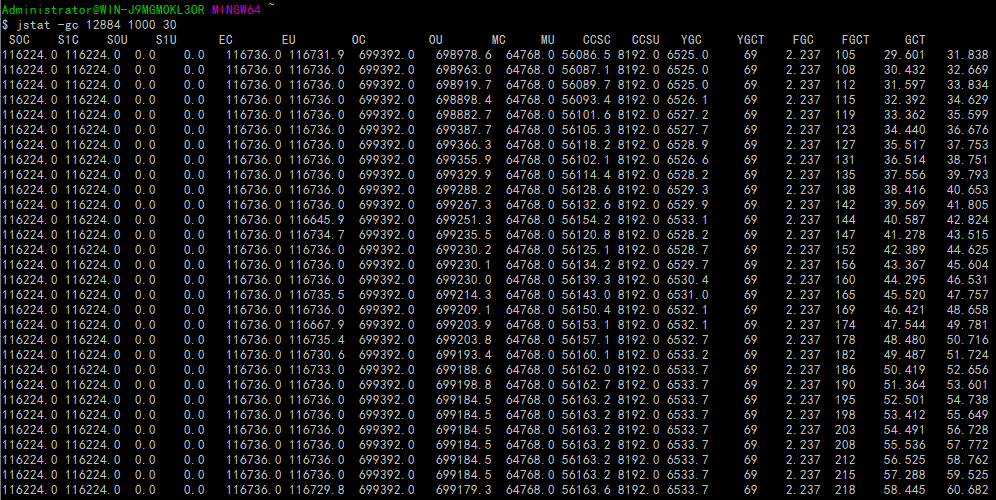 Administrator@WIN-J9MGMOKL3OR MINGW64 ~
$ jstat -gc 12884 1000 30
S0C S1C S0U S1U EC EU OC OU MC MU CCSC CCSU YGC YGCT FGC FGCT GCT
116224.0 116224.0 0.0 0.0 116736.0 116731.9 699392.0 698978.6 64768.0 56086.5 8192.0 6525.0 69 2.237 105 29.601 31.838
116224.0 116224.0 0.0 0.0 116736.0 116736.0 699392.0 698963.0 64768.0 56087.1 8192.0 6525.0 69 2.237 108 30.432 32.669
116224.0 116224.0 0.0 0.0 116736.0 116736.0 699392.0 698919.7 64768.0 56089.7 8192.0 6525.0 69 2.237 112 31.597 33.834
116224.0 116224.0 0.0 0.0 116736.0 116736.0 699392.0 698898.4 64768.0 56093.4 8192.0 6526.1 69 2.237 115 32.392 34.629
116224.0 116224.0 0.0 0.0 116736.0 116736.0 699392.0 698882.7 64768.0 56101.6 8192.0 6527.2 69 2.237 119 33.362 35.599
116224.0 116224.0 0.0 0.0 116736.0 116736.0 699392.0 699387.7 64768.0 56105.3 8192.0 6527.7 69 2.237 123 34.440 36.676
116224.0 116224.0 0.0 0.0 116736.0 116736.0 699392.0 699366.3 64768.0 56118.2 8192.0 6528.9 69 2.237 127 35.517 37.753
116224.0 116224.0 0.0 0.0 116736.0 116736.0 699392.0 699355.9 64768.0 56102.1 8192.0 6526.6 69 2.237 131 36.514 38.751
116224.0 116224.0 0.0 0.0 116736.0 116736.0 699392.0 699329.9 64768.0 56114.4 8192.0 6528.2 69 2.237 135 37.556 39.793
116224.0 116224.0 0.0 0.0 116736.0 116736.0 699392.0 699288.2 64768.0 56128.6 8192.0 6529.3 69 2.237 138 38.416 40.653
116224.0 116224.0 0.0 0.0 116736.0 116736.0 699392.0 699267.3 64768.0 56132.6 8192.0 6529.9 69 2.237 142 39.569 41.805
116224.0 116224.0 0.0 0.0 116736.0 116645.9 699392.0 699251.3 64768.0 56154.2 8192.0 6533.1 69 2.237 144 40.587 42.824
116224.0 116224.0 0.0 0.0 116736.0 116734.7 699392.0 699235.5 64768.0 56120.8 8192.0 6528.2 69 2.237 147 41.278 43.515
116224.0 116224.0 0.0 0.0 116736.0 116736.0 699392.0 699230.2 64768.0 56125.1 8192.0 6528.7 69 2.237 152 42.389 44.625
116224.0 116224.0 0.0 0.0 116736.0 116736.0 699392.0 699230.1 64768.0 56134.2 8192.0 6529.7 69 2.237 156 43.367 45.604
116224.0 116224.0 0.0 0.0 116736.0 116736.0 699392.0 699230.0 64768.0 56139.3 8192.0 6530.4 69 2.237 160 44.295 46.531
116224.0 116224.0 0.0 0.0 116736.0 116735.5 699392.0 699214.3 64768.0 56143.0 8192.0 6531.0 69 2.237 165 45.520 47.757
116224.0 116224.0 0.0 0.0 116736.0 116736.0 699392.0 699209.1 64768.0 56150.4 8192.0 6532.1 69 2.237 169 46.421 48.658
116224.0 116224.0 0.0 0.0 116736.0 116667.9 699392.0 699203.9 64768.0 56153.1 8192.0 6532.1 69 2.237 174 47.544 49.781
116224.0 116224.0 0.0 0.0 116736.0 116735.4 699392.0 699203.8 64768.0 56157.1 8192.0 6532.7 69 2.237 178 48.480 50.716
116224.0 116224.0 0.0 0.0 116736.0 116730.6 699392.0 699193.4 64768.0 56160.1 8192.0 6533.2 69 2.237 182 49.487 51.724
116224.0 116224.0 0.0 0.0 116736.0 116733.0 699392.0 699188.6 64768.0 56162.0 8192.0 6533.7 69 2.237 186 50.419 52.656
116224.0 116224.0 0.0 0.0 116736.0 116736.0 699392.0 699198.8 64768.0 56162.7 8192.0 6533.7 69 2.237 190 51.364 53.601
116224.0 116224.0 0.0 0.0 116736.0 116736.0 699392.0 699184.5 64768.0 56163.2 8192.0 6533.7 69 2.237 195 52.501 54.738
116224.0 116224.0 0.0 0.0 116736.0 116736.0 699392.0 699184.5 64768.0 56163.2 8192.0 6533.7 69 2.237 198 53.412 55.649
116224.0 116224.0 0.0 0.0 116736.0 116736.0 699392.0 699184.5 64768.0 56163.2 8192.0 6533.7 69 2.237 203 54.491 56.728
116224.0 116224.0 0.0 0.0 116736.0 116736.0 699392.0 699184.5 64768.0 56163.2 8192.0 6533.7 69 2.237 208 55.536 57.772
116224.0 116224.0 0.0 0.0 116736.0 116736.0 699392.0 699184.5 64768.0 56163.2 8192.0 6533.7 69 2.237 212 56.525 58.762
116224.0 116224.0 0.0 0.0 116736.0 116736.0 699392.0 699184.5 64768.0 56163.2 8192.0 6533.7 69 2.237 215 57.288 59.525
116224.0 116224.0 0.0 0.0 116736.0 116729.8 699392.0 699179.3 64768.0 56163.6 8192.0 6533.7 69 2.237 218 58.445 60.682